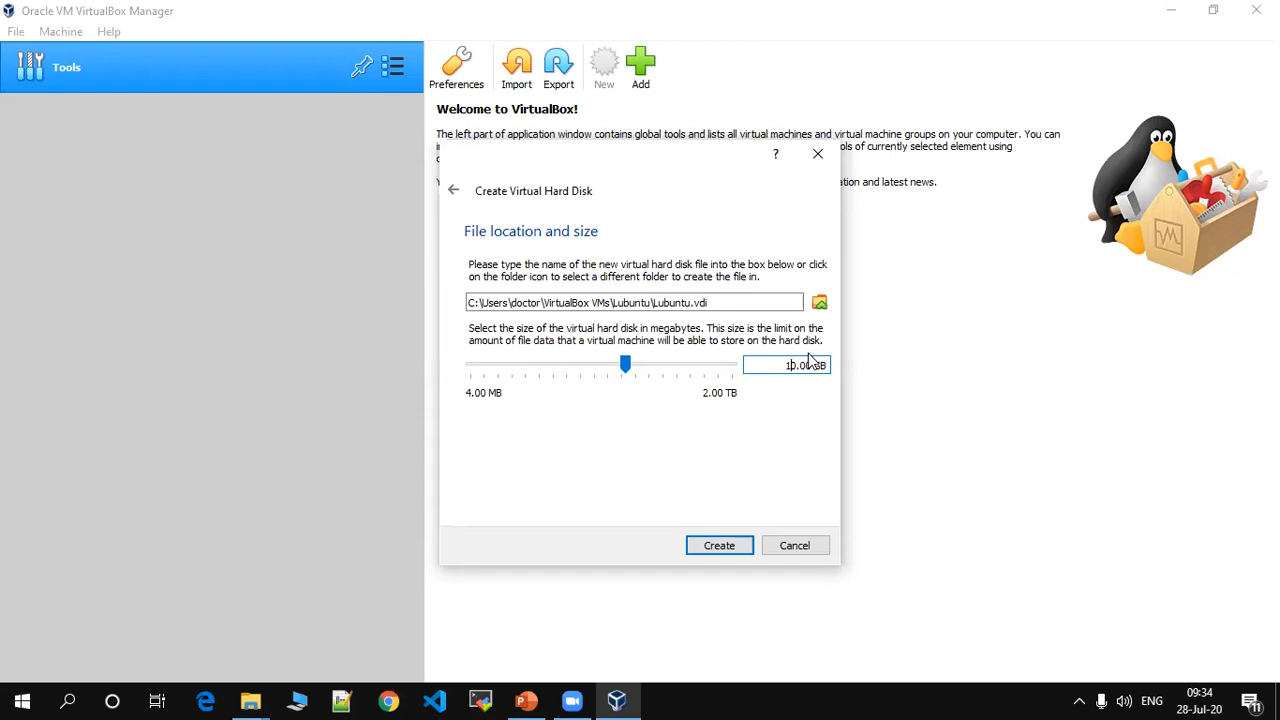 Oracle VM VirtualBox Manager
File Machine Help
Tools
Preferences Import Export New Add
Welcome to VirtualBox!
The left part of application window contains global tools and lists all virtual machines and virtual machine groups on your computer. You can
ols of currently selected element using
ation and latest news.
?
Create Virtual Hard Disk
File location and size
Please type the name of the new virtual hard disk file into the box below or click
on the folder icon to select a different folder to create the file in.
C:\Users\doctor\VirtualBox VMs\Lubuntu\Lubuntu.vdi
Select the size of the virtual hard disk in megabytes. This size is the limit on the
amount of file data that a virtual machine will be able to store on the hard disk.
10.00 GB
4.00 MB 2.00 TB
Create Cancel
ENG
09:34
28-Jul-20
11